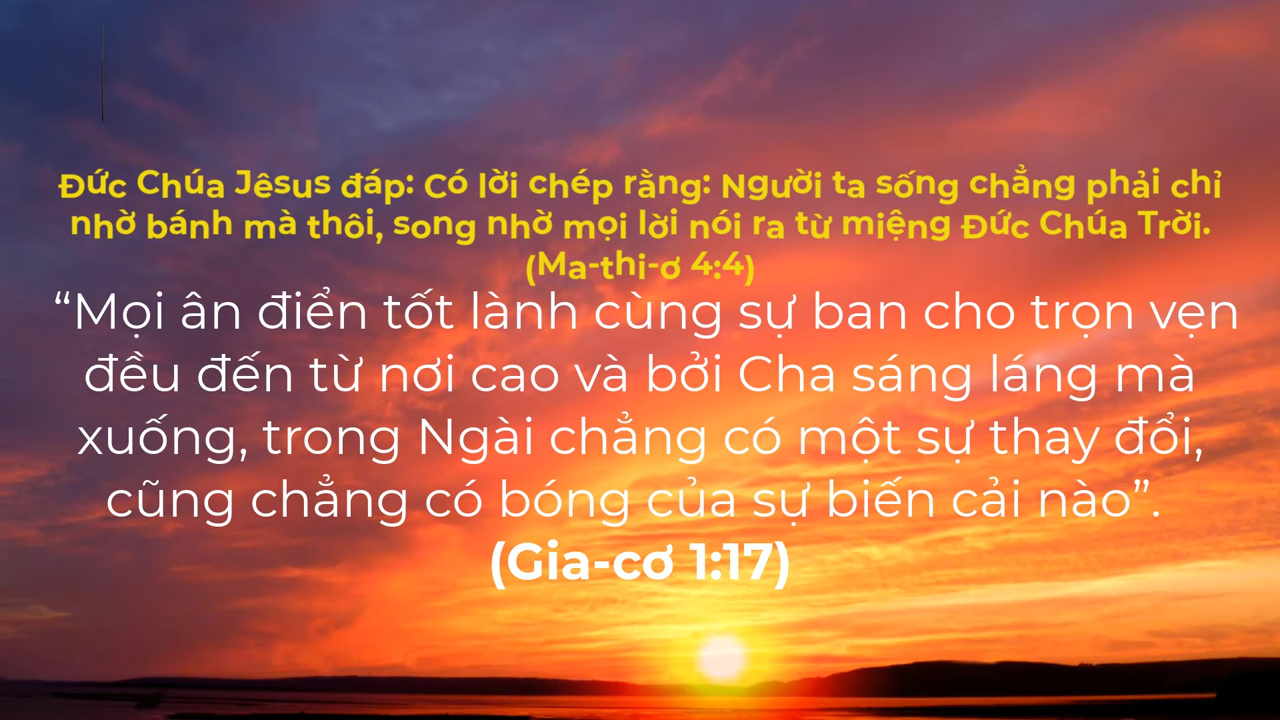 Đức Chúa Jêsus đáp: Có lời chép rằng: Người ta sống chẳng phải chỉ
nhờ bánh mà thôi, song nhờ mọi lời nói ra từ miệng Đức Chúa Trời.
(Ma-thi-ơ 4:4)
“Mọi ân điển tốt lành cùng sự ban cho trọn vẹn
đều đến từ nơi cao và bởi Cha sáng láng mà
xuống, trong Ngài chẳng có một sự thay đổi,
cũng chẳng có bóng của sự biến cải nào”.
(Gia-cơ 1:17)